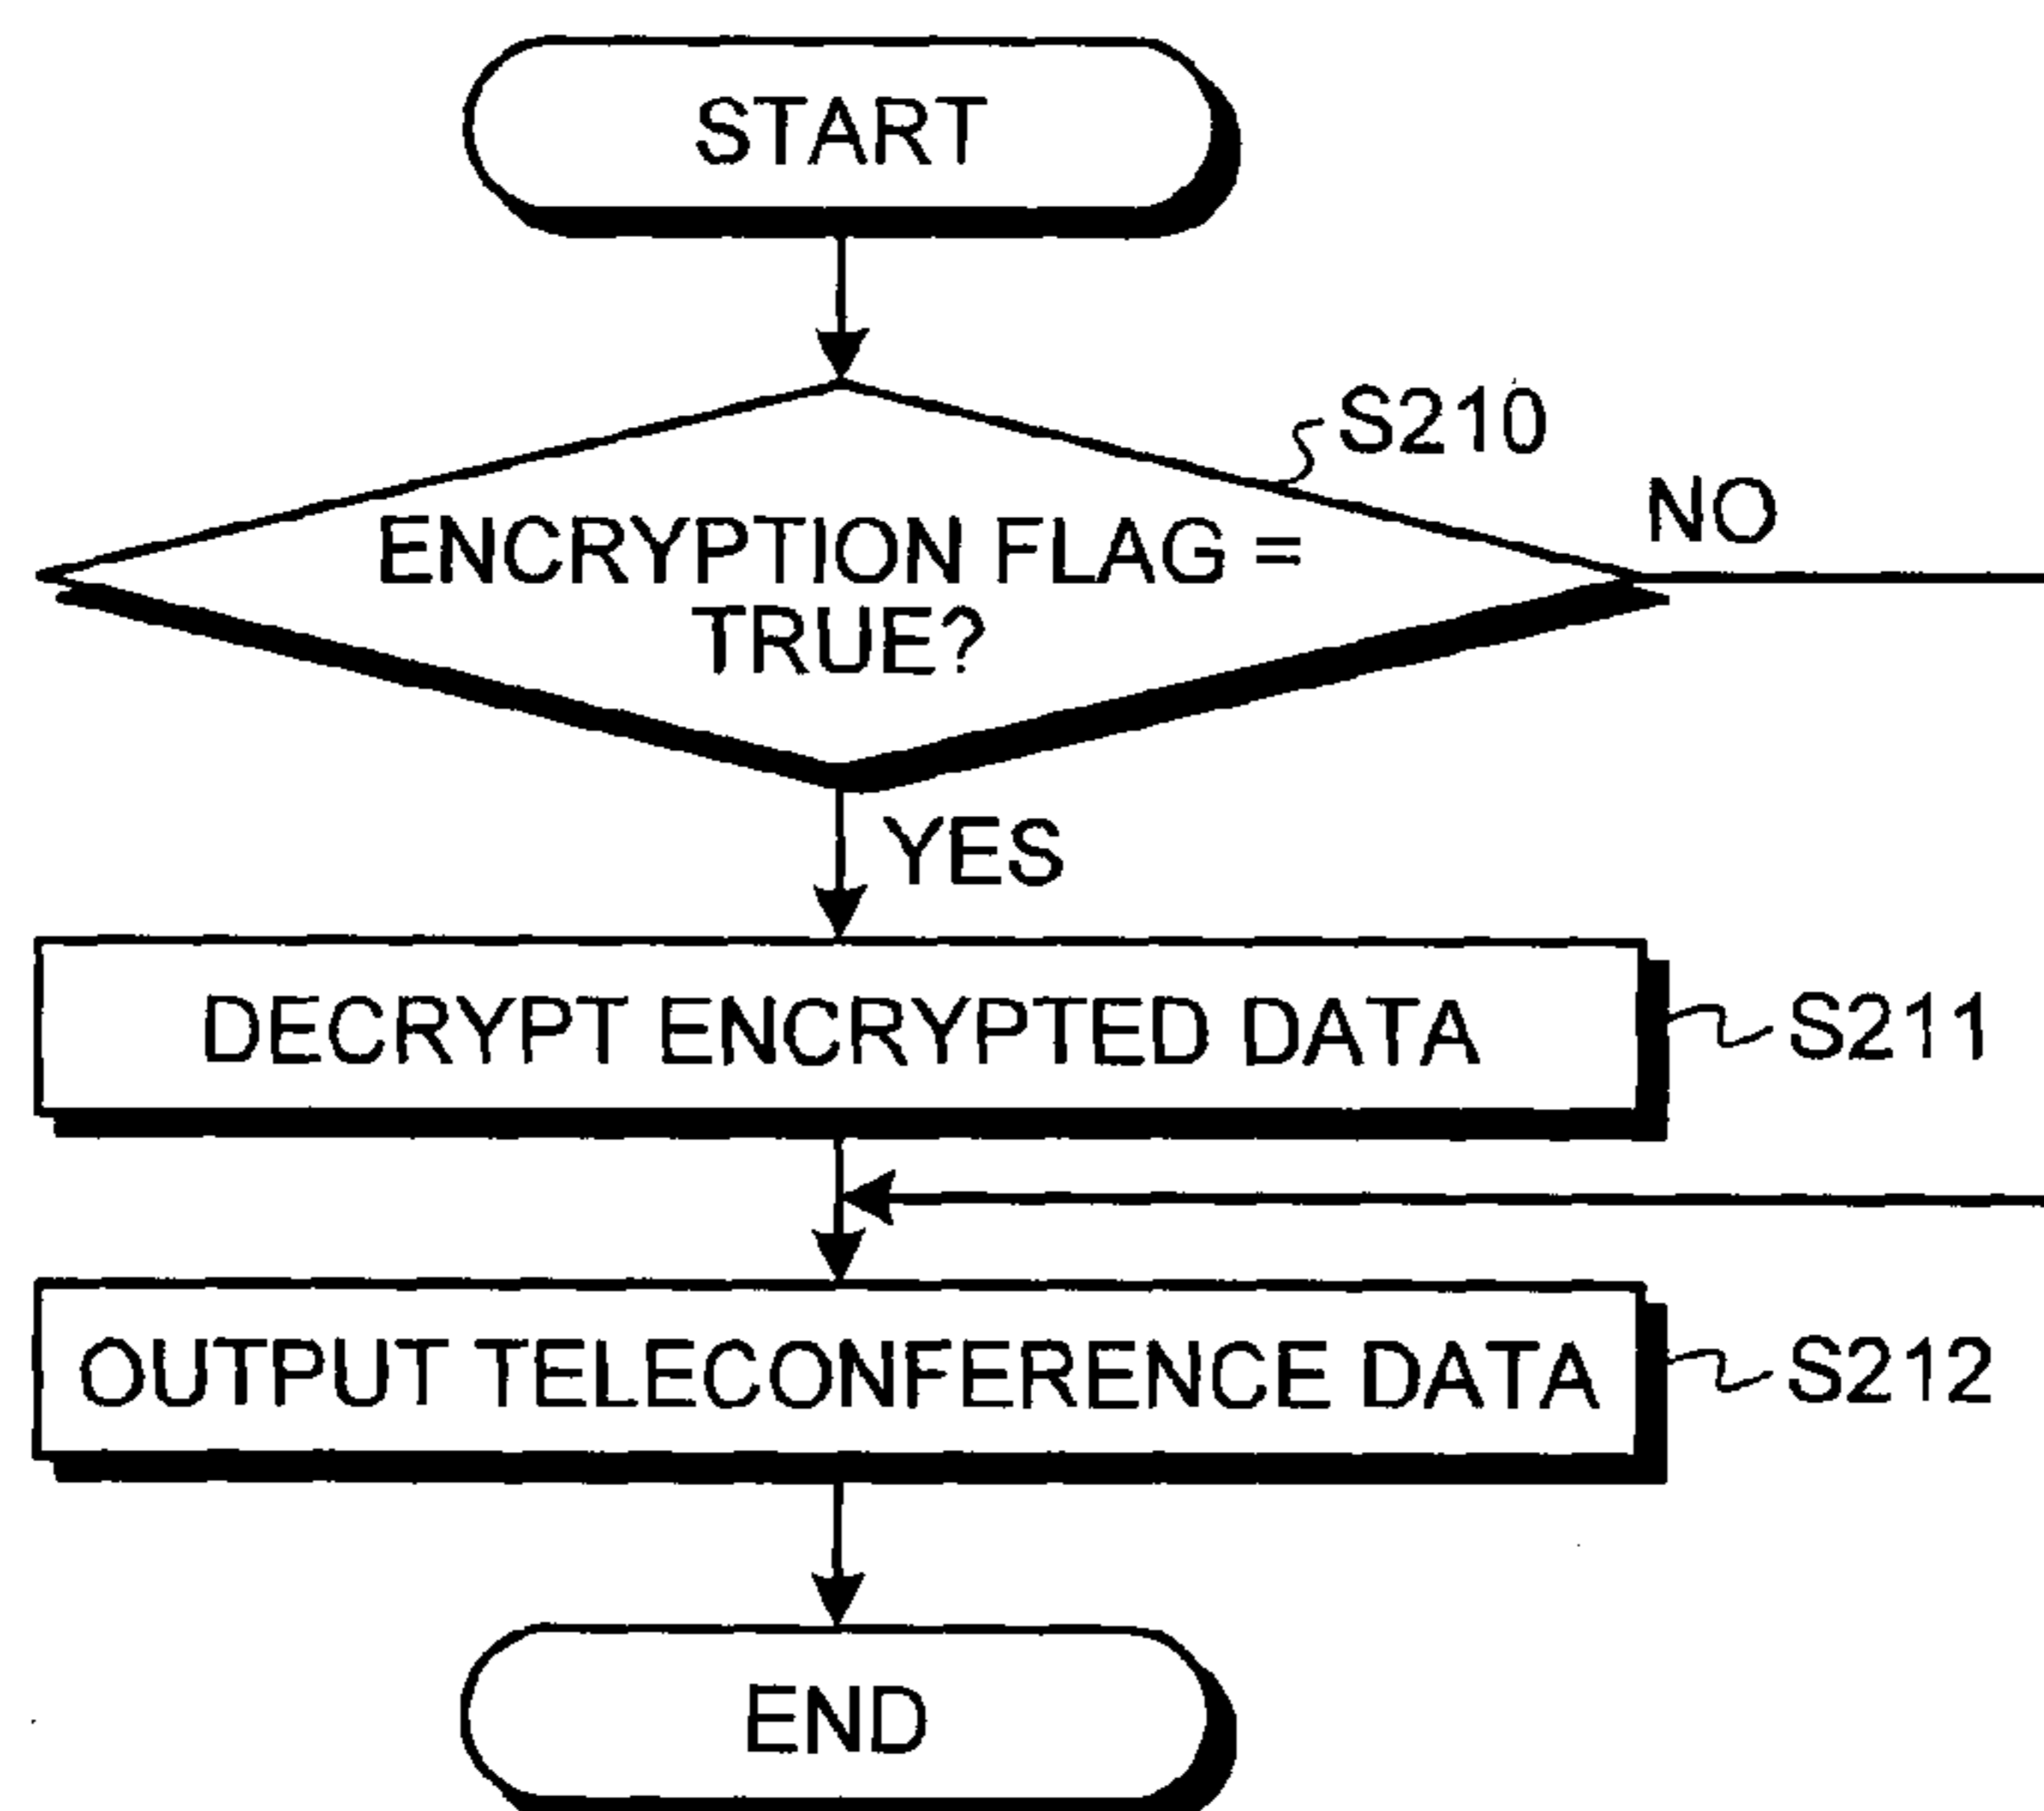 START
S210
NO
ENCRYPTION FLAG =
TRUE?
YES
DECRYPT ENCRYPTED DATA
S211
OUTPUT TELECONFERENCE DATA
S212
END